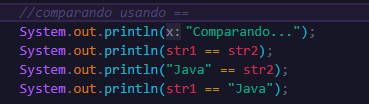 //comparando usando ==
System.out.println(x: "Comparando...");
System.out.println(str1 == str2);
System.out.println("Java" == str2);
System.out.println(str1 == "Java");